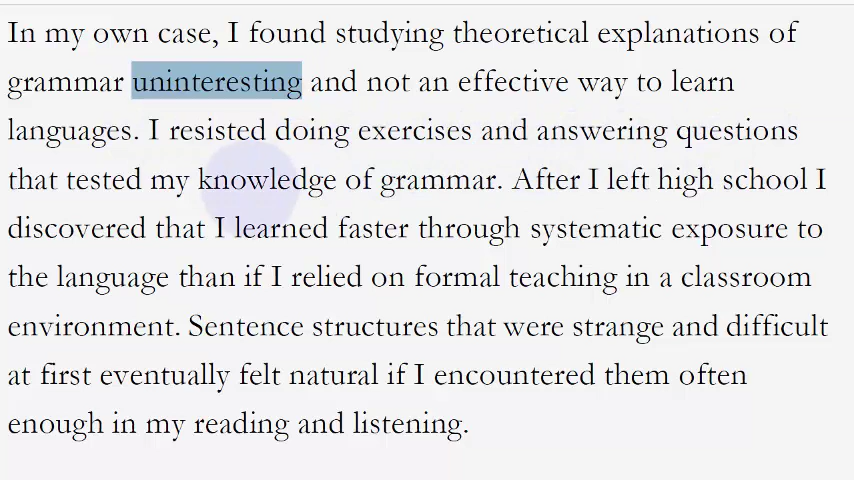 In my own case, I found studying theoretical explanations of
grammar uninteresting and not an effective way to learn
languages. I resisted doing exercises and answering questions
that tested my knowledge of grammar. After I left high school I
discovered that I learned faster through systematic exposure to
the language than if I relied on formal teaching in a classroom
environment. Sentence structures that were strange and difficult
at first eventually felt natural if I encountered them often
enough in my reading and listening.